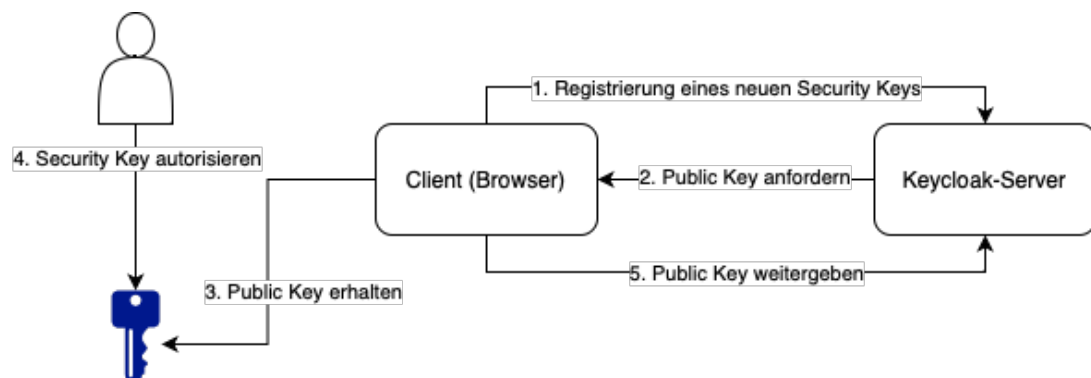 1. Registrierung eines neuen Security Keys
4. Security Key autorisieren
Client (Browser)
2. Public Key anfordern
Keycloak-Server
5. Public Key weitergeben
3. Public Key erhalten